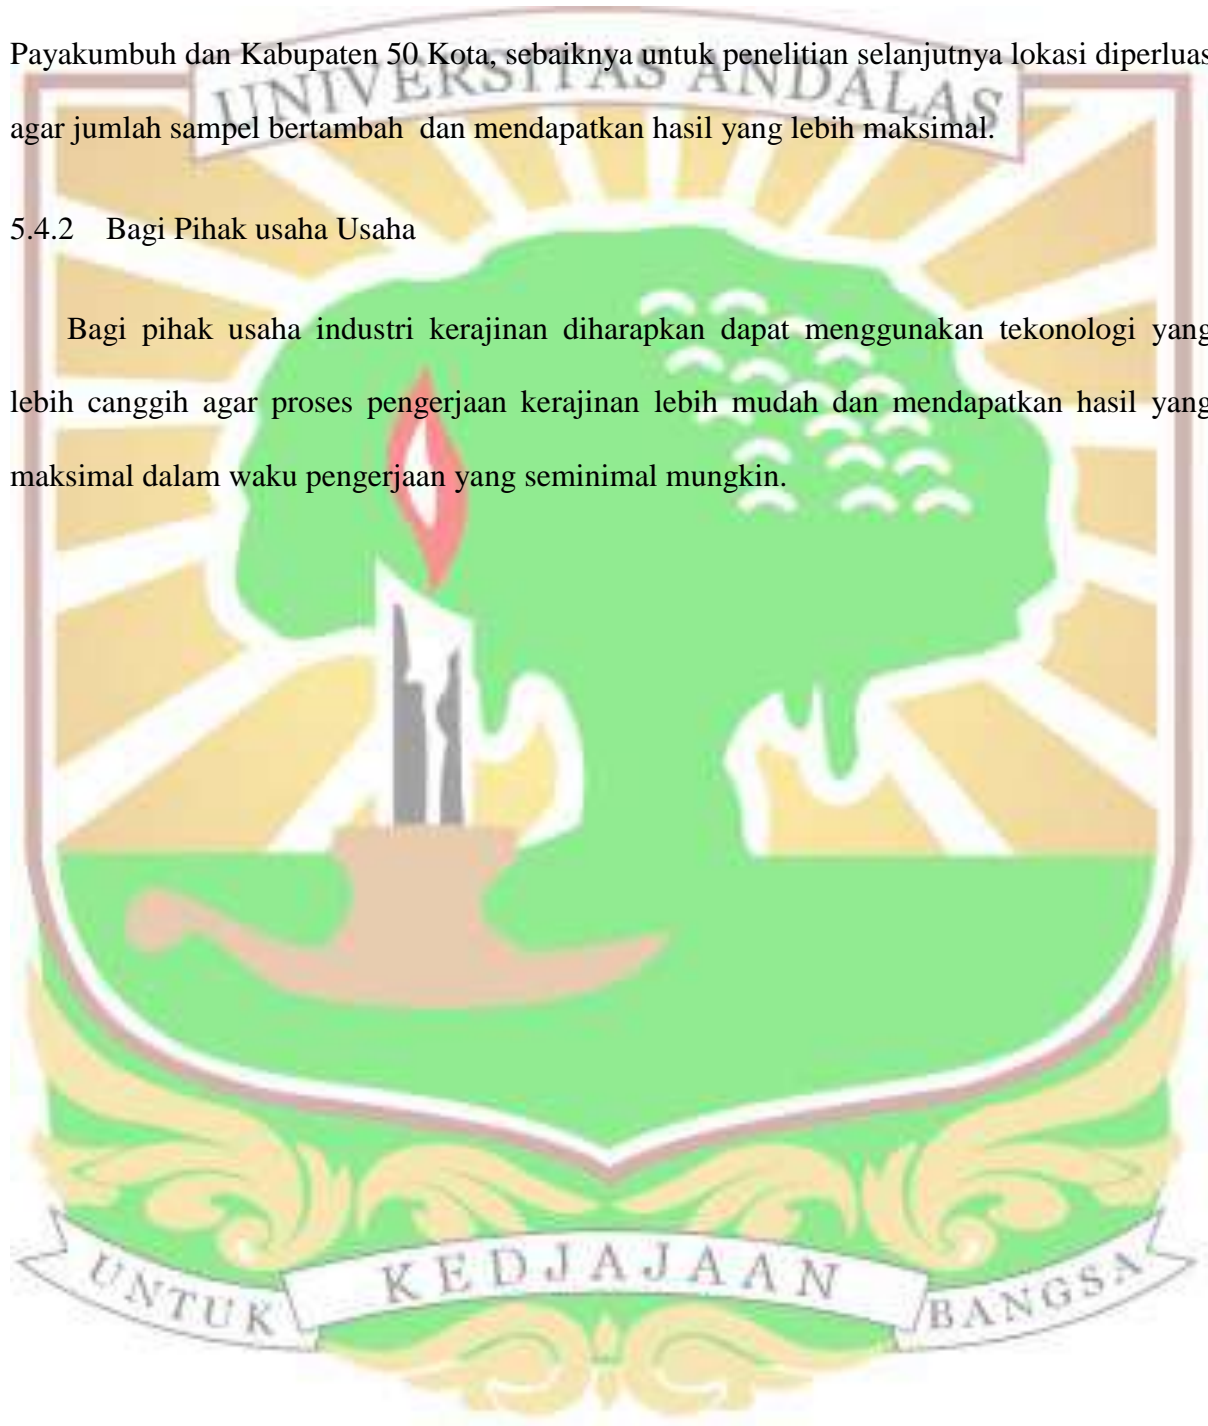 Payakumbuh dan Kabupaten 50 Kota, sebaiknya untuk penelitian selanjutnya lokasi diperluas
UNIVERSITAS ANDALAS
agar jumlah sampel bertambah dan mendapatkan hasil yang lebih maksimal.
5.4.2 Bagi Pihak usaha Usaha
Bagi pihak usaha industri kerajinan diharapkan dapat menggunakan tekonologi yang
lebih canggih agar proses pengerjaan kerajinan lebih mudah dan mendapatkan hasil yang
maksimal dalam waku pengerjaan yang seminimal mungkin.
UNTUK KEDJAJAAN BANGSA